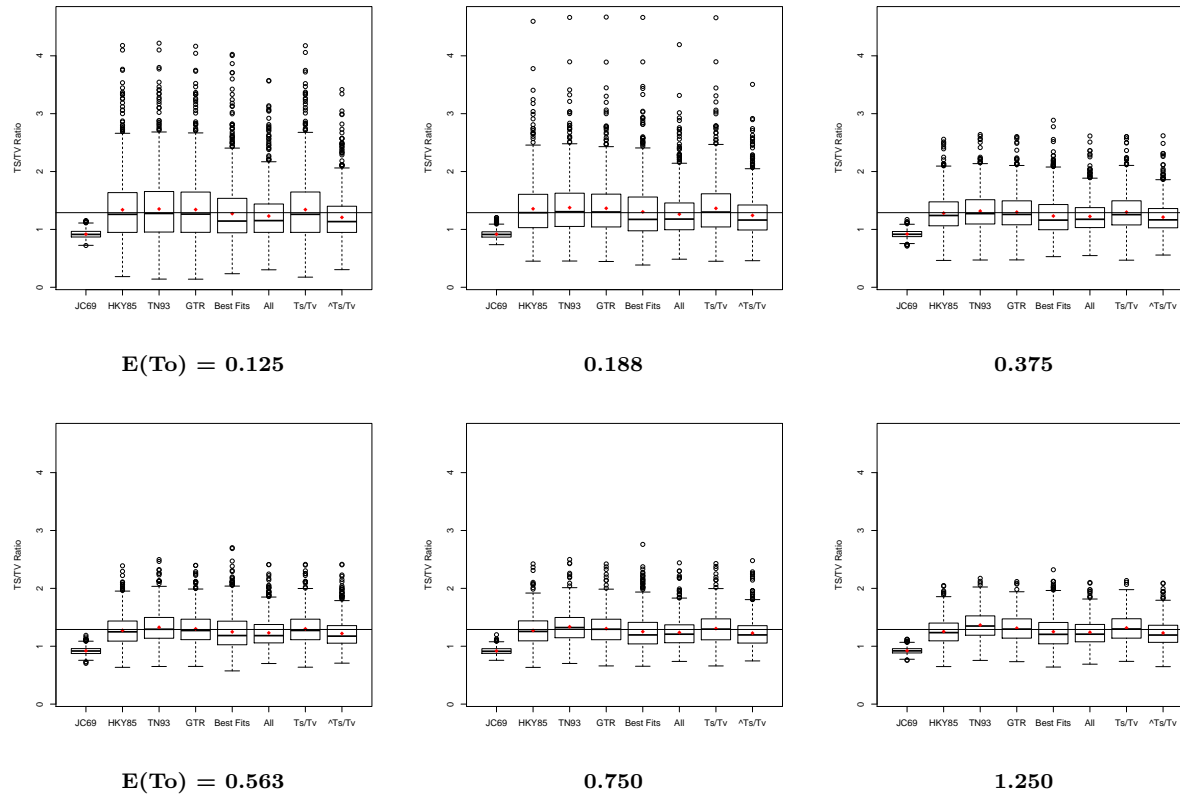 TS/TV Ratio
0 1 2 3 4
JC69 HKY85 TN93 GTR Best Fits All Ts/Tv ^Ts/Tv
TS/TV Ratio
0 1 2 3 4
JC69 HKY85 TN93 GTR Best Fits All Ts/Tv ^Ts/Tv
TS/TV Ratio
0 1 2 3 4
JC69 HKY85 TN93 GTR Best Fits All Ts/Tv ^Ts/Tv
E(To) = 0.125 0.188 0.375
TS/TV Ratio
0 1 2 3 4
JC69 HKY85 TN93 GTR Best Fits All Ts/Tv ^Ts/Tv
TS/TV Ratio
0 1 2 3 4
JC69 HKY85 TN93 GTR Best Fits All Ts/Tv ^Ts/Tv
TS/TV Ratio
0 1 2 3 4
JC69 HKY85 TN93 GTR Best Fits All Ts/Tv ^Ts/Tv
E(To) = 0.563 0.750 1.250